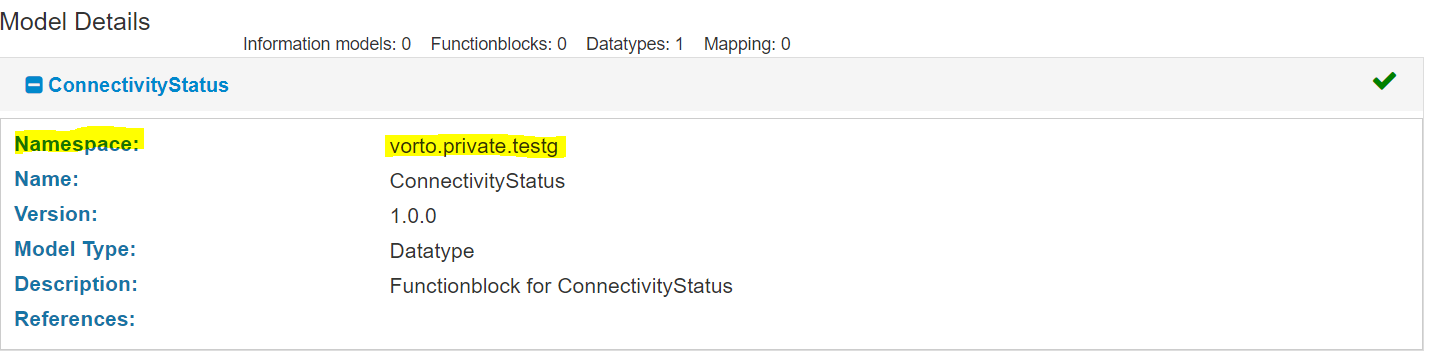 Model Details
Information models: 0 Functionblocks: 0 Datatypes: 1 Mapping: 0
ConnectivityStatus
Namespace: vorto.private.testg
Name: ConnectivityStatus
Version: 1.0.0
Model Type: Datatype
Description: Functionblock for ConnectivityStatus
References: